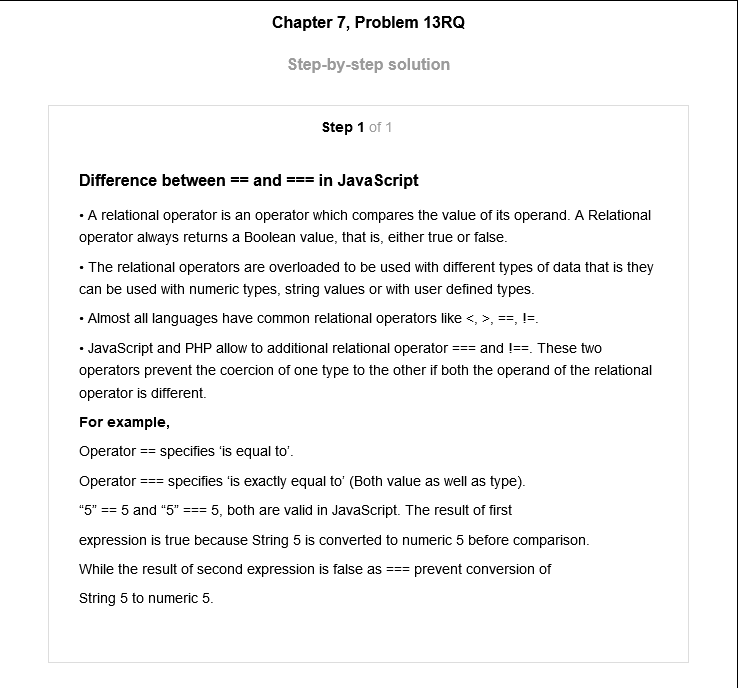 Chapter 7, Problem 13RQ
Step-by-step solution
Step 1 of 1
Difference between == and === in JavaScript
• A relational operator is an operator which compares the value of its operand. A Relational
operator always returns a Boolean value, that is, either true or false.
• The relational operators are overloaded to be used with different types of data that is they
can be used with numeric types, string values or with user defined types.
• Almost all languages have common relational operators like <, >, ==, !=.
• JavaScript and PHP allow to additional relational operator === and !==. These two
operators prevent the coercion of one type to the other if both the operand of the relational
operator is different.
For example,
Operator == specifies ‘is equal to’.
Operator === specifies ‘is exactly equal to’ (Both value as well as type).
“5” == 5 and “5” === 5, both are valid in JavaScript. The result of first
expression is true because String 5 is converted to numeric 5 before comparison.
While the result of second expression is false as === prevent conversion of
String 5 to numeric 5.